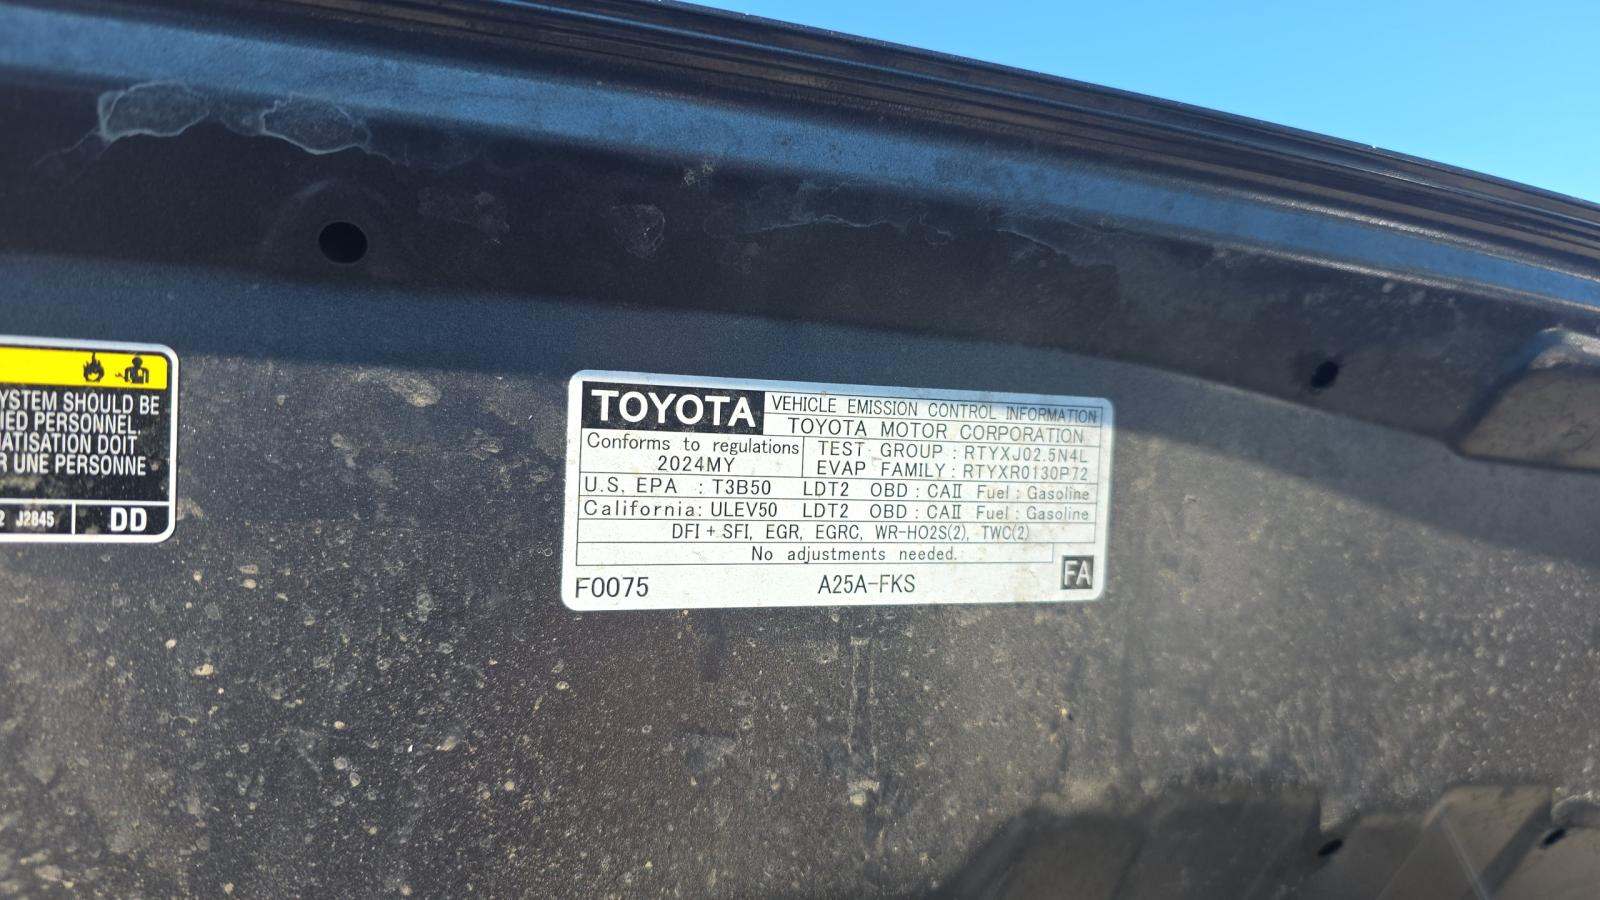 YSTEM SHOULD BE
IED PERSONNEL.
MATISATION DOIT
R UNE PERSONNE
2 J2845 DD
TOYOTA VEHICLE EMISSION CONTROL INFORMATION
TOYOTA MOTOR CORPORATION
Conforms to regulations
2024MY
TEST GROUP : RTYXJ02.5N4L
EVAP FAMILY : RTYXR0130P72
U.S. EPA : T3B50 LDT2 OBD : CAII Fuel : Gasoline
California: ULEV50 LDT2 OBD : CAII Fuel : Gasoline
DFI + SFI, EGR, EGRC, WR-HO2S(2), TWC(2)
No adjustments needed.
F0075 A25A-FKS FA